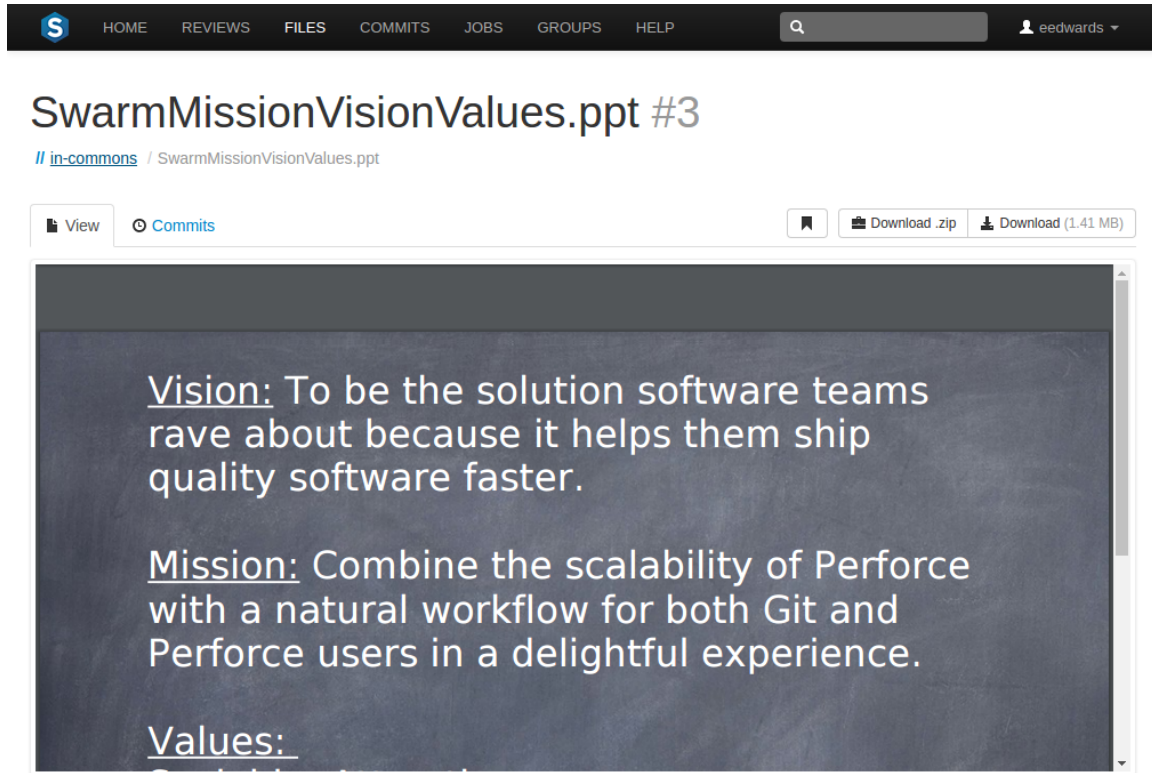 S HOME REVIEWS FILES COMMITS JOBS GROUPS HELP eedwards
SwarmMissionVisionValues.ppt #3
// in-commons / SwarmMissionVisionValues.ppt
View Commits Download .zip Download (1.41 MB)
Vision: To be the solution software teams
rave about because it helps them ship
quality software faster.
Mission: Combine the scalability of Perforce
with a natural workflow for both Git and
Perforce users in a delightful experience.
Values: